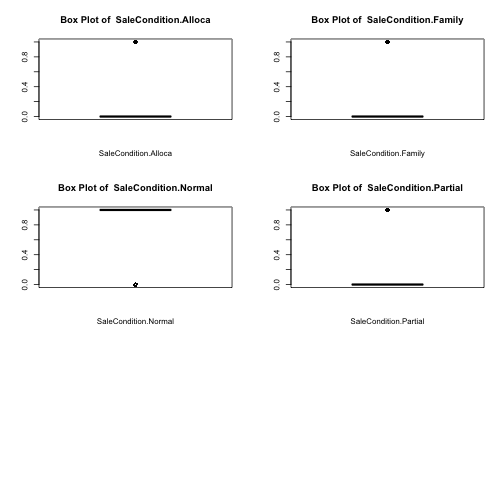 Box Plot of  SaleCondition.Alloca
0.0 0.4 0.8
SaleCondition.Alloca
Box Plot of  SaleCondition.Family
0.0 0.4 0.8
SaleCondition.Family
Box Plot of  SaleCondition.Normal
0.0 0.4 0.8
SaleCondition.Normal
Box Plot of  SaleCondition.Partial
0.0 0.4 0.8
SaleCondition.Partial